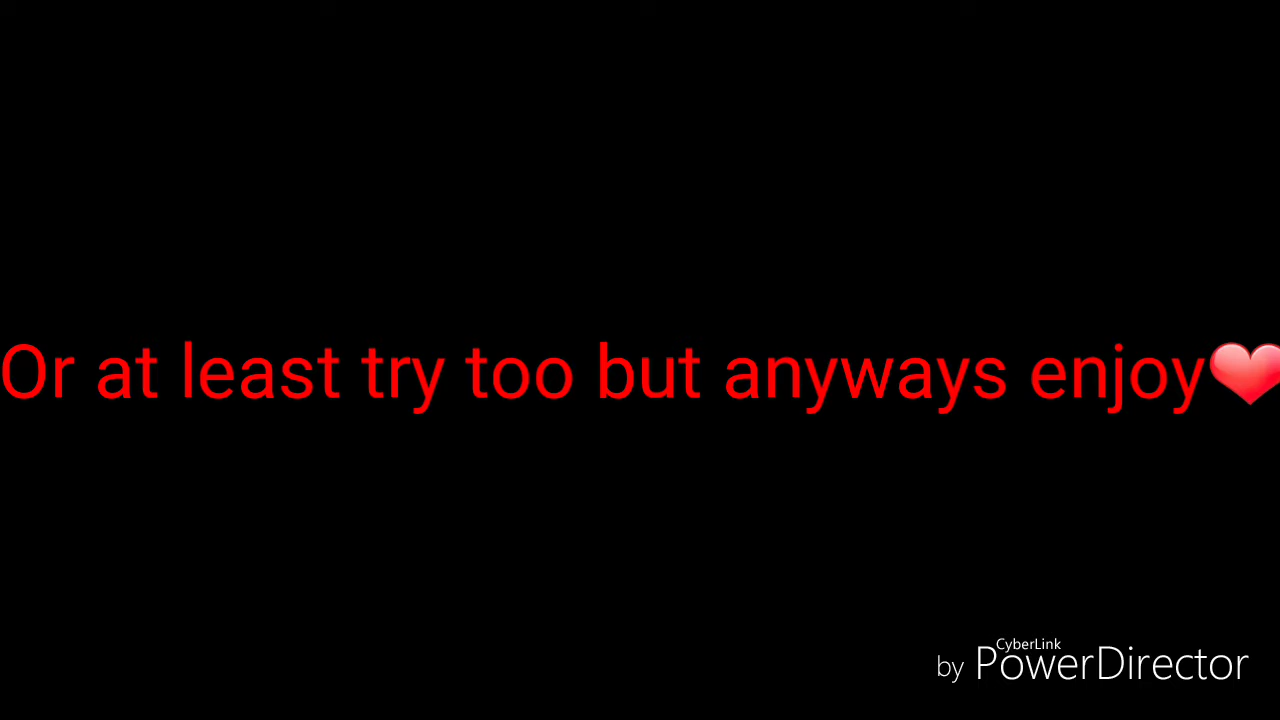 Or at least try too but anyways enjoy❤
CyberLink
by PowerDirector